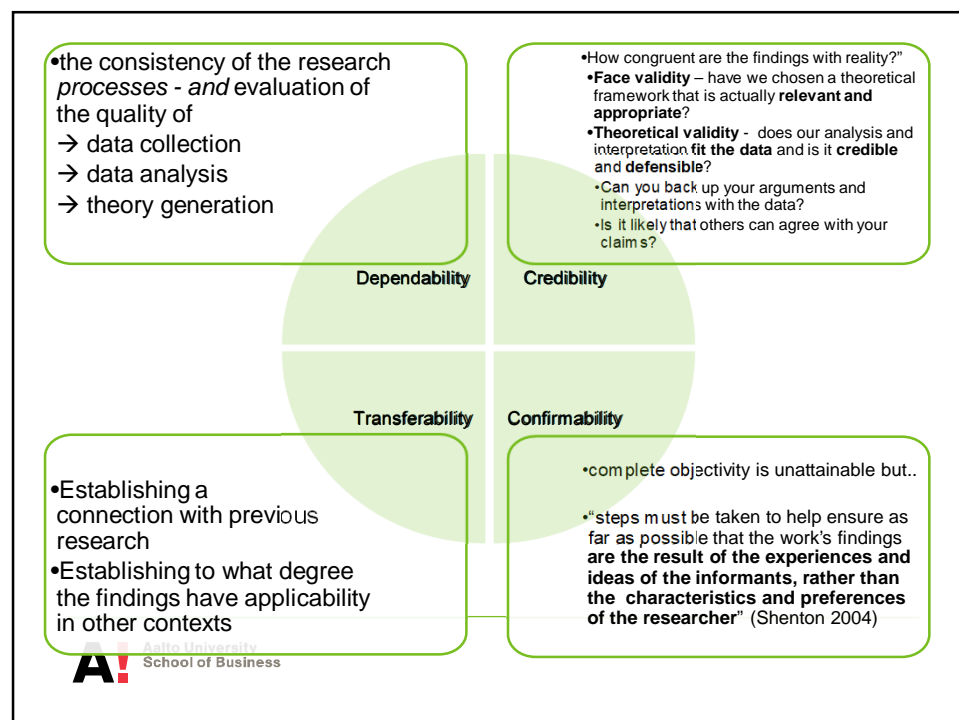 •the consistency of the research
processes - and evaluation of
the quality of
→ data collection
→ data analysis
→ theory generation
•How congruent are the findings with reality?”
•Face validity – have we chosen a theoretical
framework that is actually relevant and
appropriate?
•Theoretical validity - does our analysis and
interpretation fit the data and is it credible
and defensible?
•Can you back up your arguments and
interpretations with the data?
•Is it likely that others can agree with your
claims?
Dependability
Credibility
Transferability
Confirmability
•Establishing a
connection with previous
research
•Establishing to what degree
the findings have applicability
in other contexts
•complete objectivity is unattainable but..
•“steps must be taken to help ensure as
far as possible that the work’s findings
are the result of the experiences and
ideas of the informants, rather than
the characteristics and preferences
of the researcher” (Shenton 2004)
A!
Aalto University
School of Business